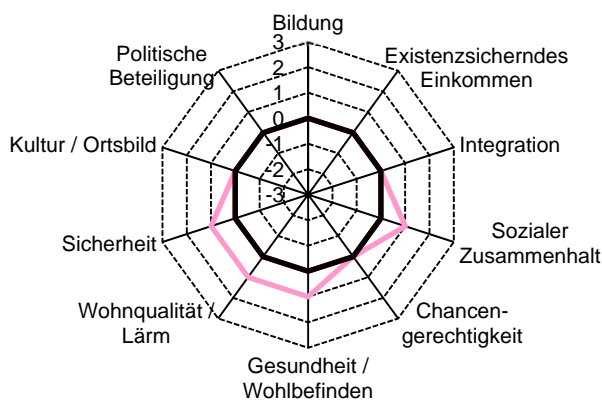 Bildung
Existenzsicherndes
Einkommen
Integration
Sozialer
Zusammenhalt
Chancen-
gerechtigkeit
Gesundheit /
Wohlbefinden
Wohnqualität /
Lärm
Sicherheit
Kultur / Ortsbild
Politische
Beteiligung
3
2
1
0
-1
-2
-3